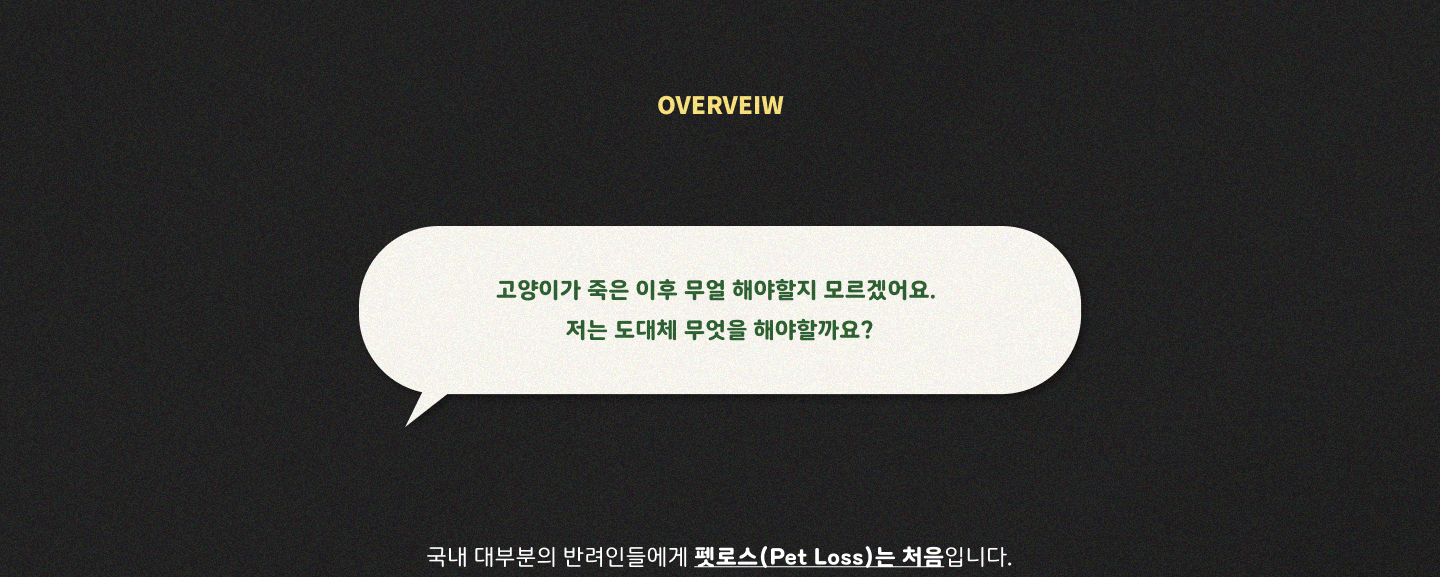 OVERVEIW
고양이가 죽은 이후 무얼 해야할지 모르겠어요.
저는 도대체 무엇을 해야할까요?
국내 대부분의 반려인들에게 펫로스(Pet Loss)는 처음입니다.